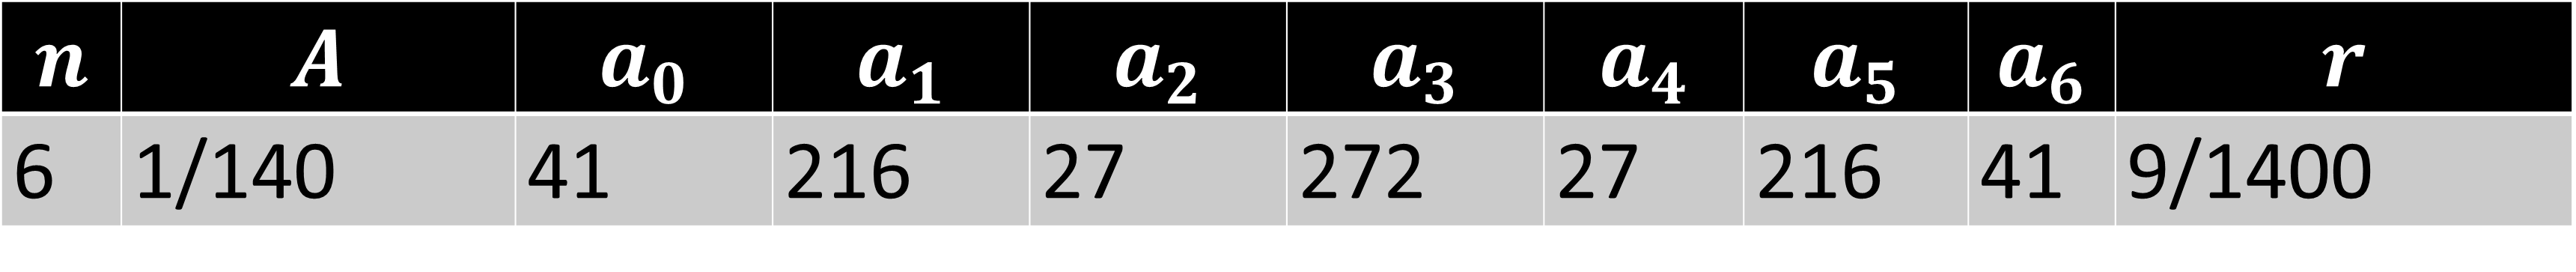 n A a₀ a₁ a₂ a₃ a₄ a₅ a₆ r
6 1/140 41 216 27 272 27 216 41 9/1400